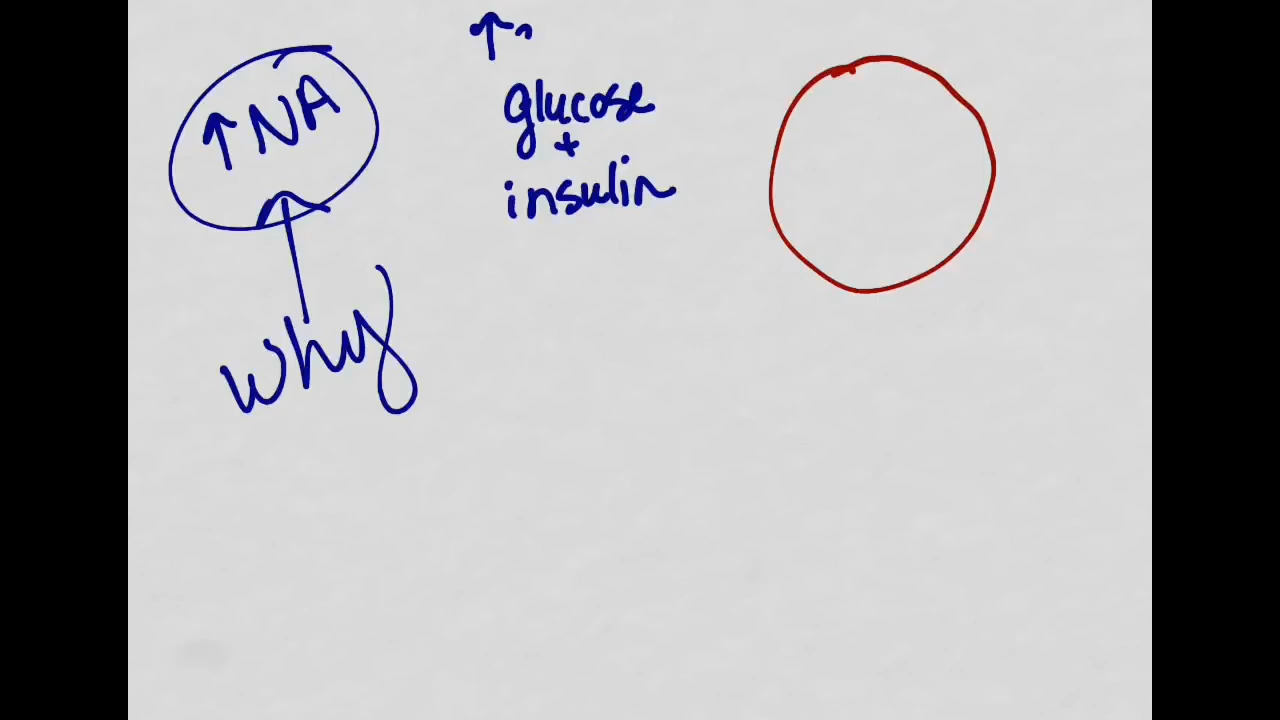 ↑ NA
why
↑
glucose
+
insulin